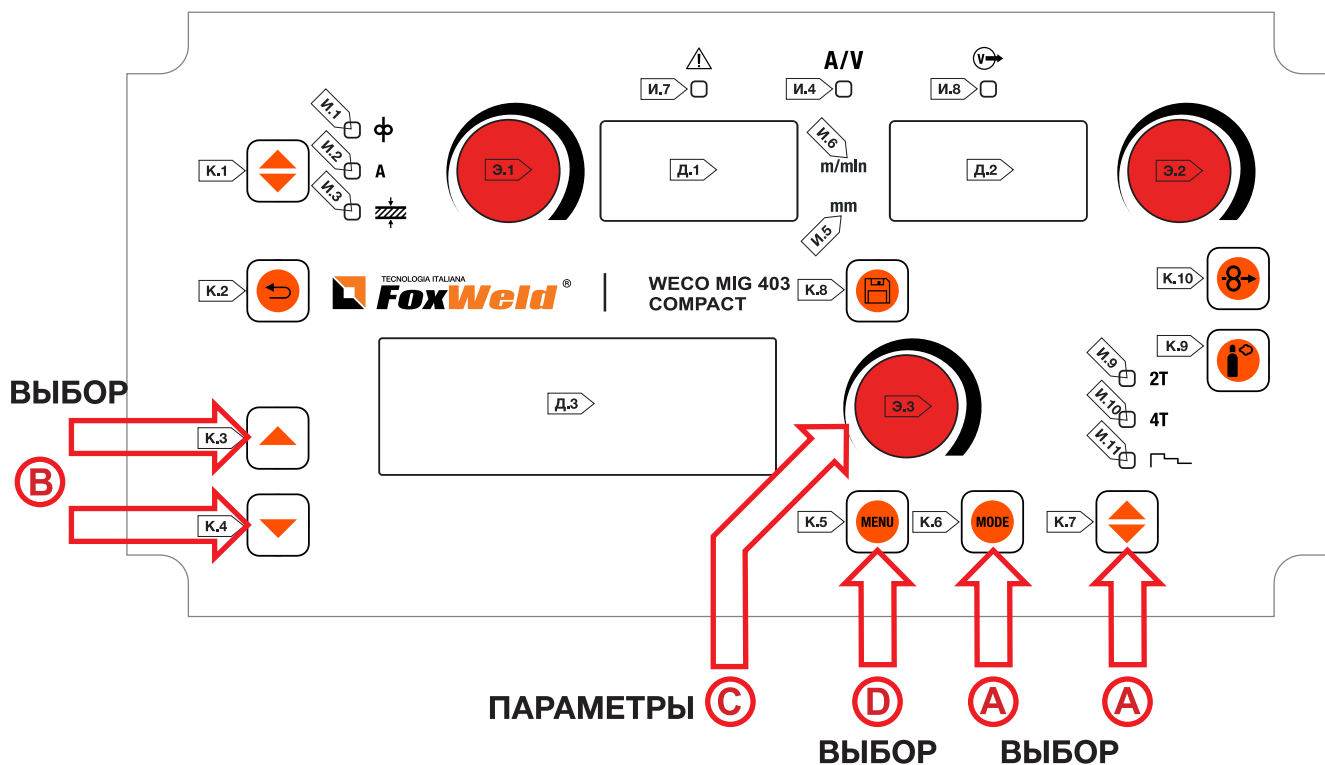 A/V
И.7
И.4
И.8
И.1
И.2
A
И.3
К.1
Э.1
Д.1
И.6
m/mln
mm
И.5
Д.2
Э.2
К.2
TECNOLOGIA ITALIANA
FoxWeld®
WECO MIG 403
COMPACT
К.8
К.10
К.9
И.9
2T
И.10
4T
И.11
ВЫБОР
К.3
B
К.4
Д.3
Э.3
К.5
MENU
К.6
MODE
К.7
ПАРАМЕТРЫ
C
D
A
A
ВЫБОР
ВЫБОР